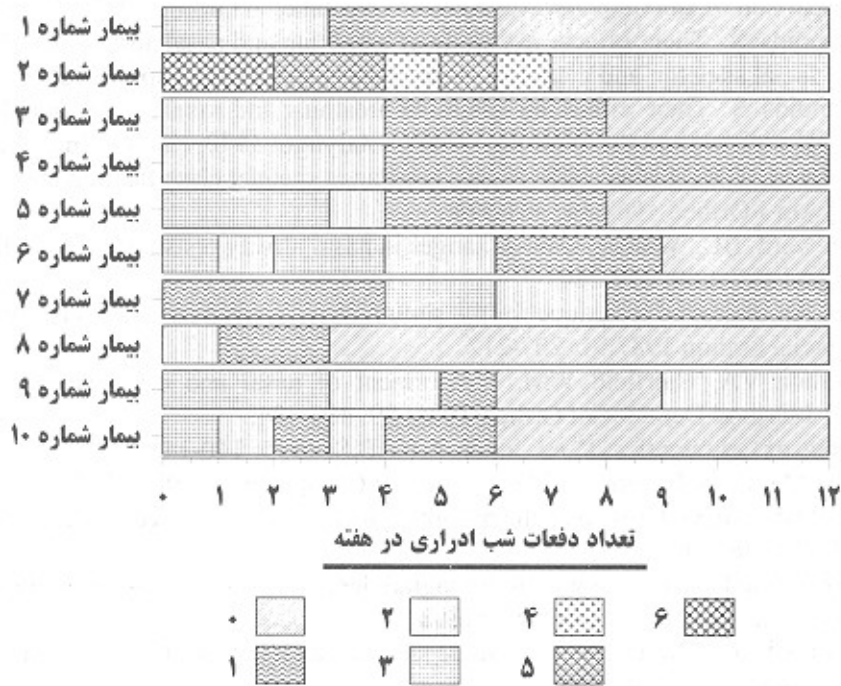 بیمار شماره ۱
بیمار شماره ۲
بیمار شماره ۳
بیمار شماره ۴
بیمار شماره ۵
بیمار شماره ۶
بیمار شماره ۷
بیمار شماره ۸
بیمار شماره ۹
بیمار شماره ۱۰
۰ ۱ ۲ ۳ ۴ ۵ ۶ ۷ ۸ ۹ ۱۰ ۱۱ ۱۲
تعداد دفعات شب ادراری در هفته
۰ ۲ ۴ ۶
۱ ۳ ۵